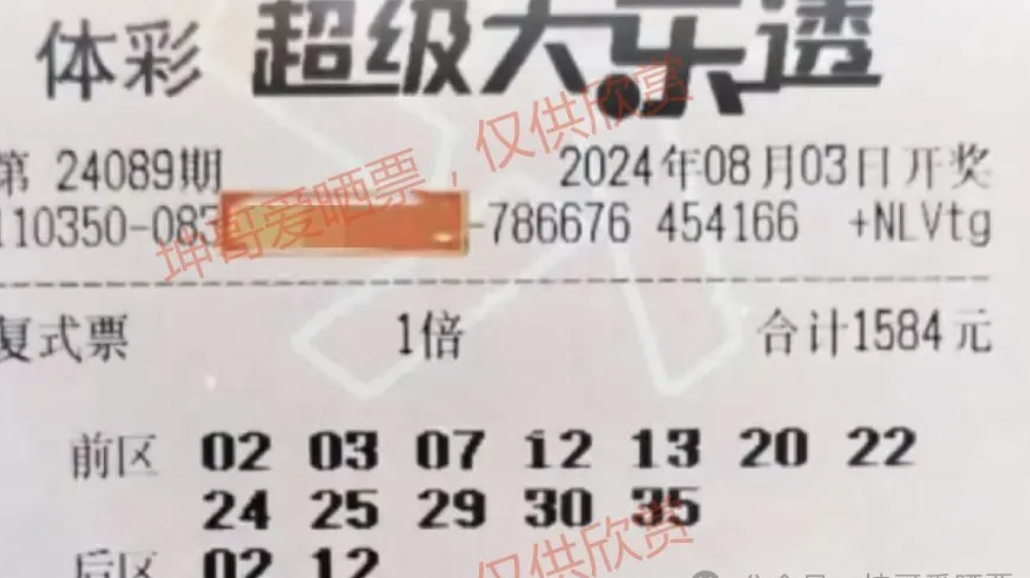 体彩 超级大乐透
第 24089期 2024年08月03日开奖
110350-083 -786676 454166 +NLVtg
坤哥爱晒票，仅供欣赏
复式票 1倍 合计1584元
前区 02 03 07 12 13 20 22
24 25 29 30 35
后区 02 12
仅供欣赏
公众号 · 坤哥爱晒票